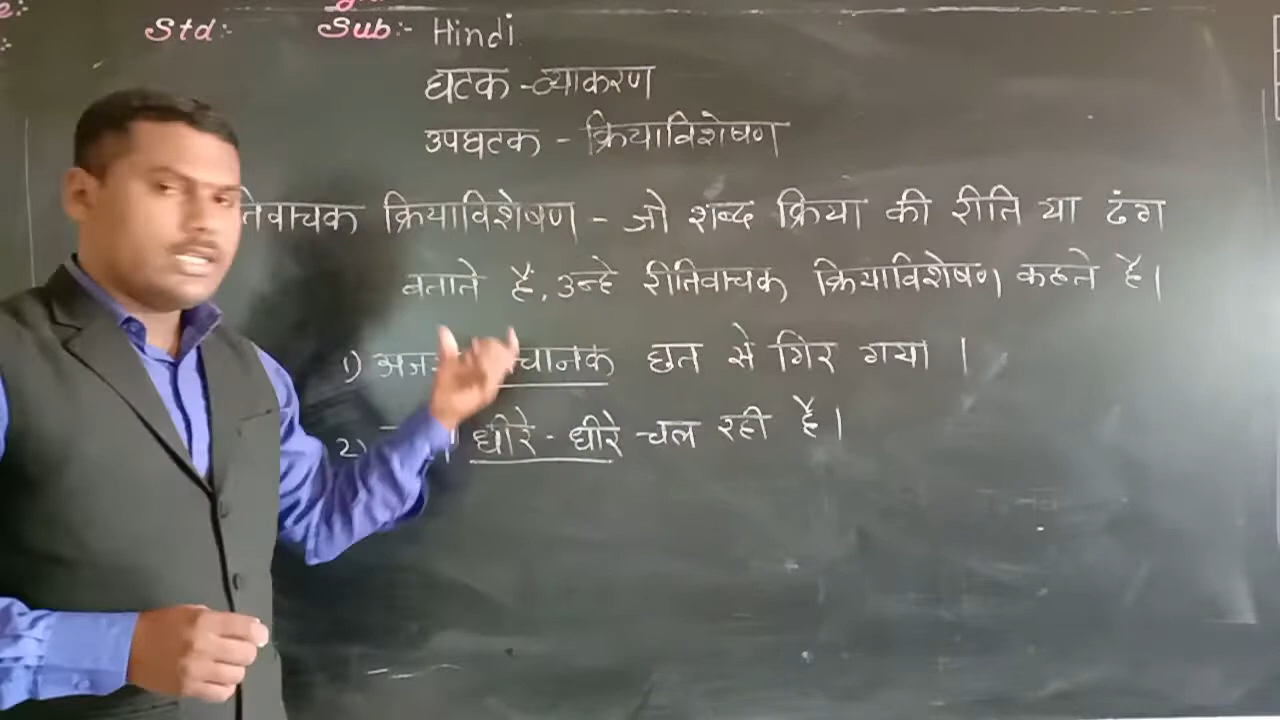 Std:- Sub:- Hindi
घटक - व्याकरण
उपघटक - क्रियाविशेषण
तिवाचक क्रियाविशेषण - जो शब्द क्रिया की रीति या ढंग
बताते हैं, उन्हे रीतिवाचक क्रियाविशेषण कहते हैं।
1) चानक छत से गिर गया ।
2) धीरे - धीरे चल रही है।